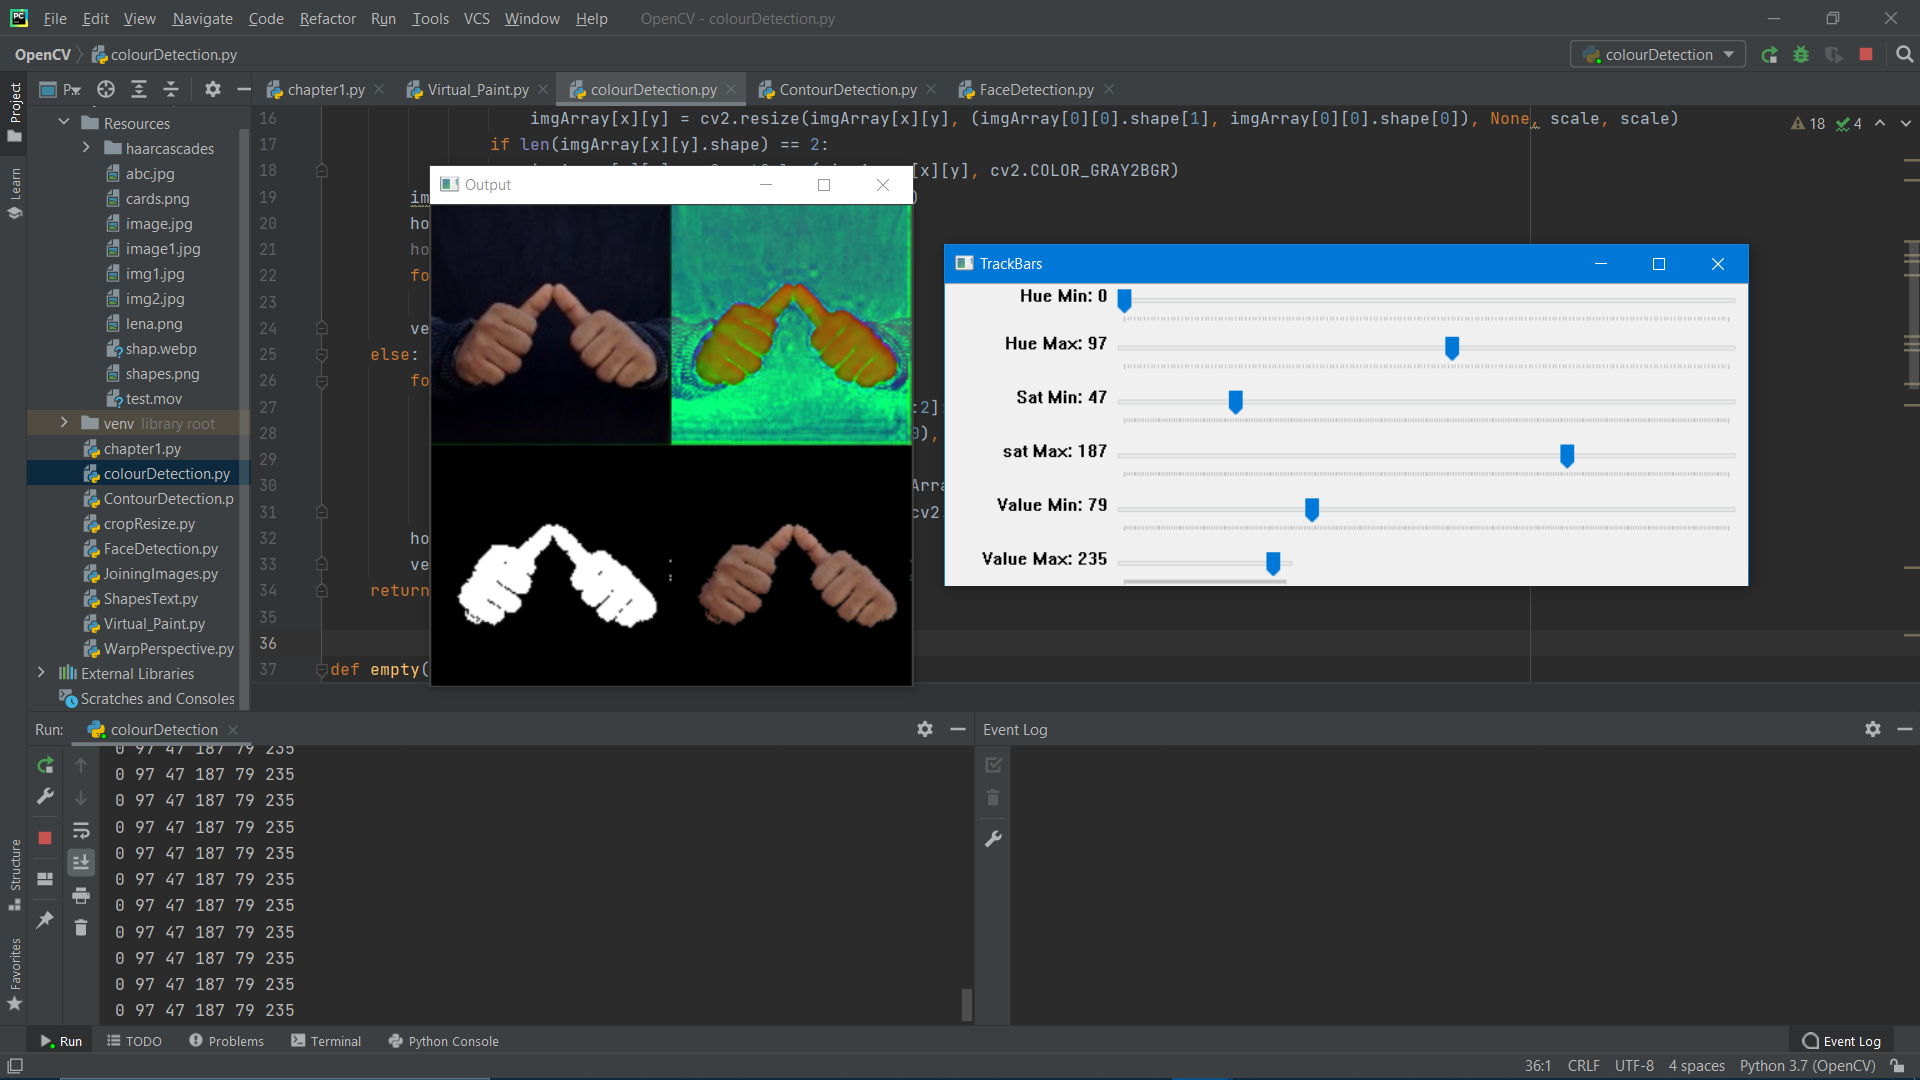 File Edit View Navigate Code Refactor Run Tools VCS Window Help OpenCV - colourDetection.py
OpenCV colourDetection.py colourDetection
Project
Learn
Structure
Favorites
P
chapter1.py Virtual_Paint.py colourDetection.py ContourDetection.py FaceDetection.py
Resources
haarcascades
abc.jpg
cards.png
image.jpg
image1.jpg
img1.jpg
img2.jpg
lena.png
shap.webp
shapes.png
test.mov
venv library root
chapter1.py
colourDetection.py
ContourDetection.p
cropResize.py
FaceDetection.py
JoiningImages.py
ShapesText.py
Virtual_Paint.py
WarpPerspective.py
External Libraries
Scratches and Consoles
16 imgArray[x][y] = cv2.resize(imgArray[x][y], (imgArray[0][0].shape[1], imgArray[0][0].shape[0]), None, scale, scale)
17 if len(imgArray[x][y].shape) == 2:
18 [x][y], cv2.COLOR_GRAY2BGR)
19 im )
20 ho
21 ho
22 fo
23
24 ve
25 else:
26 fo
27 :2]
28 0),
29
30 Arra
31 cv2.
32 ho
33 ve
34 return
35
36
37 def empty(
18 4
Output
TrackBars
Hue Min: 0
Hue Max: 97
Sat Min: 47
sat Max: 187
Value Min: 79
Value Max: 235
Run: colourDetection
0 97 47 187 79 235
0 97 47 187 79 235
0 97 47 187 79 235
0 97 47 187 79 235
0 97 47 187 79 235
0 97 47 187 79 235
0 97 47 187 79 235
0 97 47 187 79 235
0 97 47 187 79 235
0 97 47 187 79 235
0 97 47 187 79 235
Event Log
Run TODO Problems Terminal Python Console Event Log
36:1 CRLF UTF-8 4 spaces Python 3.7 (OpenCV)